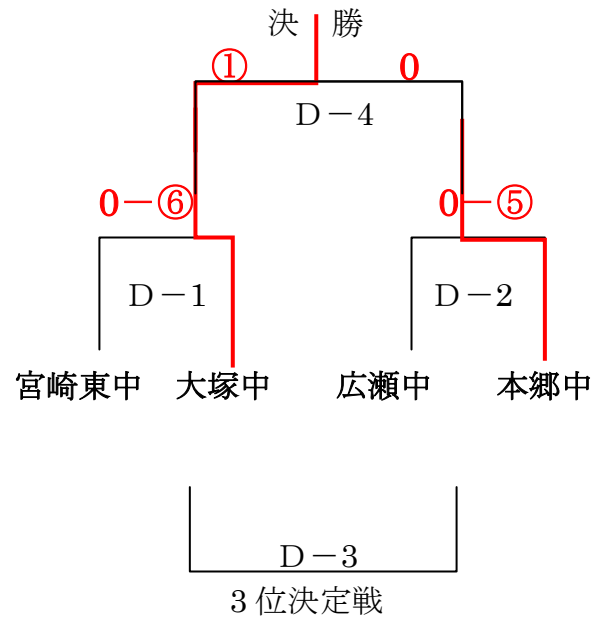 決 勝
① 0
D-4
0-⑥ 0-⑤
D-1 D-2
宮崎東中 大塚中 広瀬中 本郷中
D-3
3位決定戦